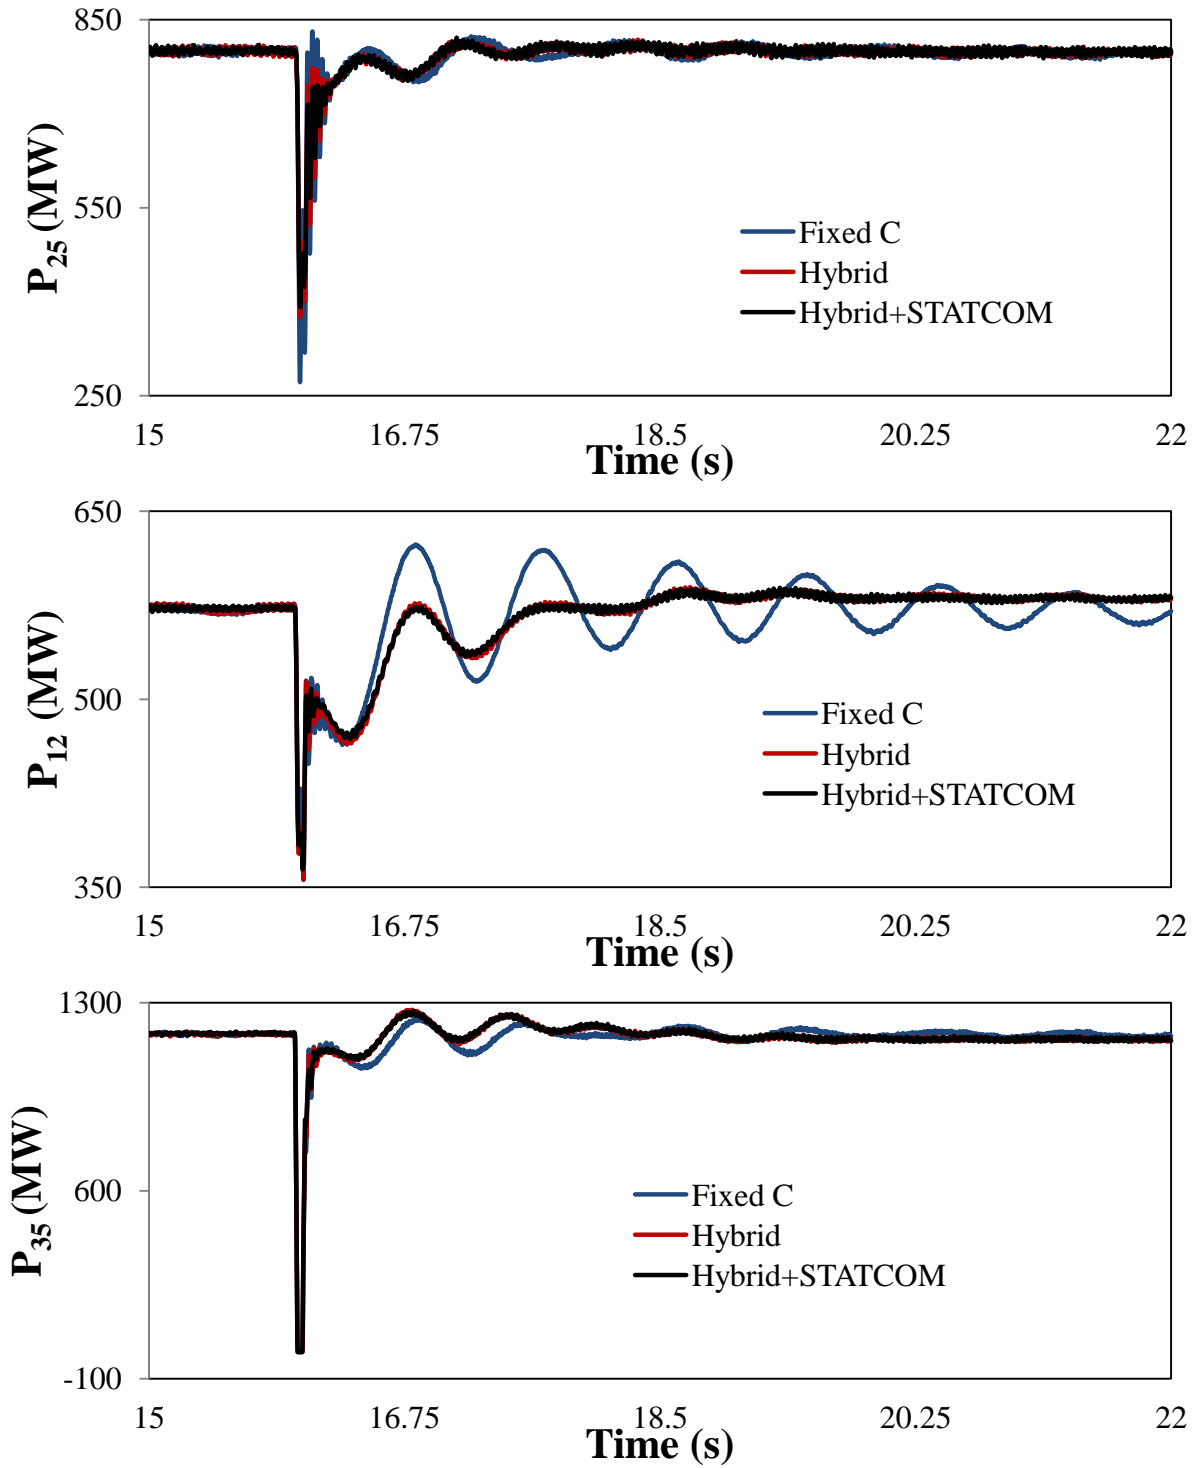 850
550
250
P25 (MW)
Fixed C
Hybrid
Hybrid+STATCOM
15 16.75 18.5 20.25 22
Time (s)
650
500
350
P12 (MW)
Fixed C
Hybrid
Hybrid+STATCOM
15 16.75 18.5 20.25 22
Time (s)
1300
600
-100
P35 (MW)
Fixed C
Hybrid
Hybrid+STATCOM
15 16.75 18.5 20.25 22
Time (s)